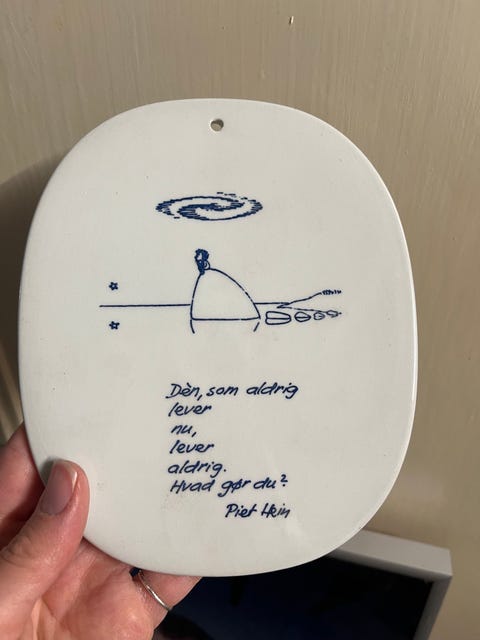 Dèn, som aldrig
lever
nu,
lever
aldrig.
Hvad gør du?
Piet Hein